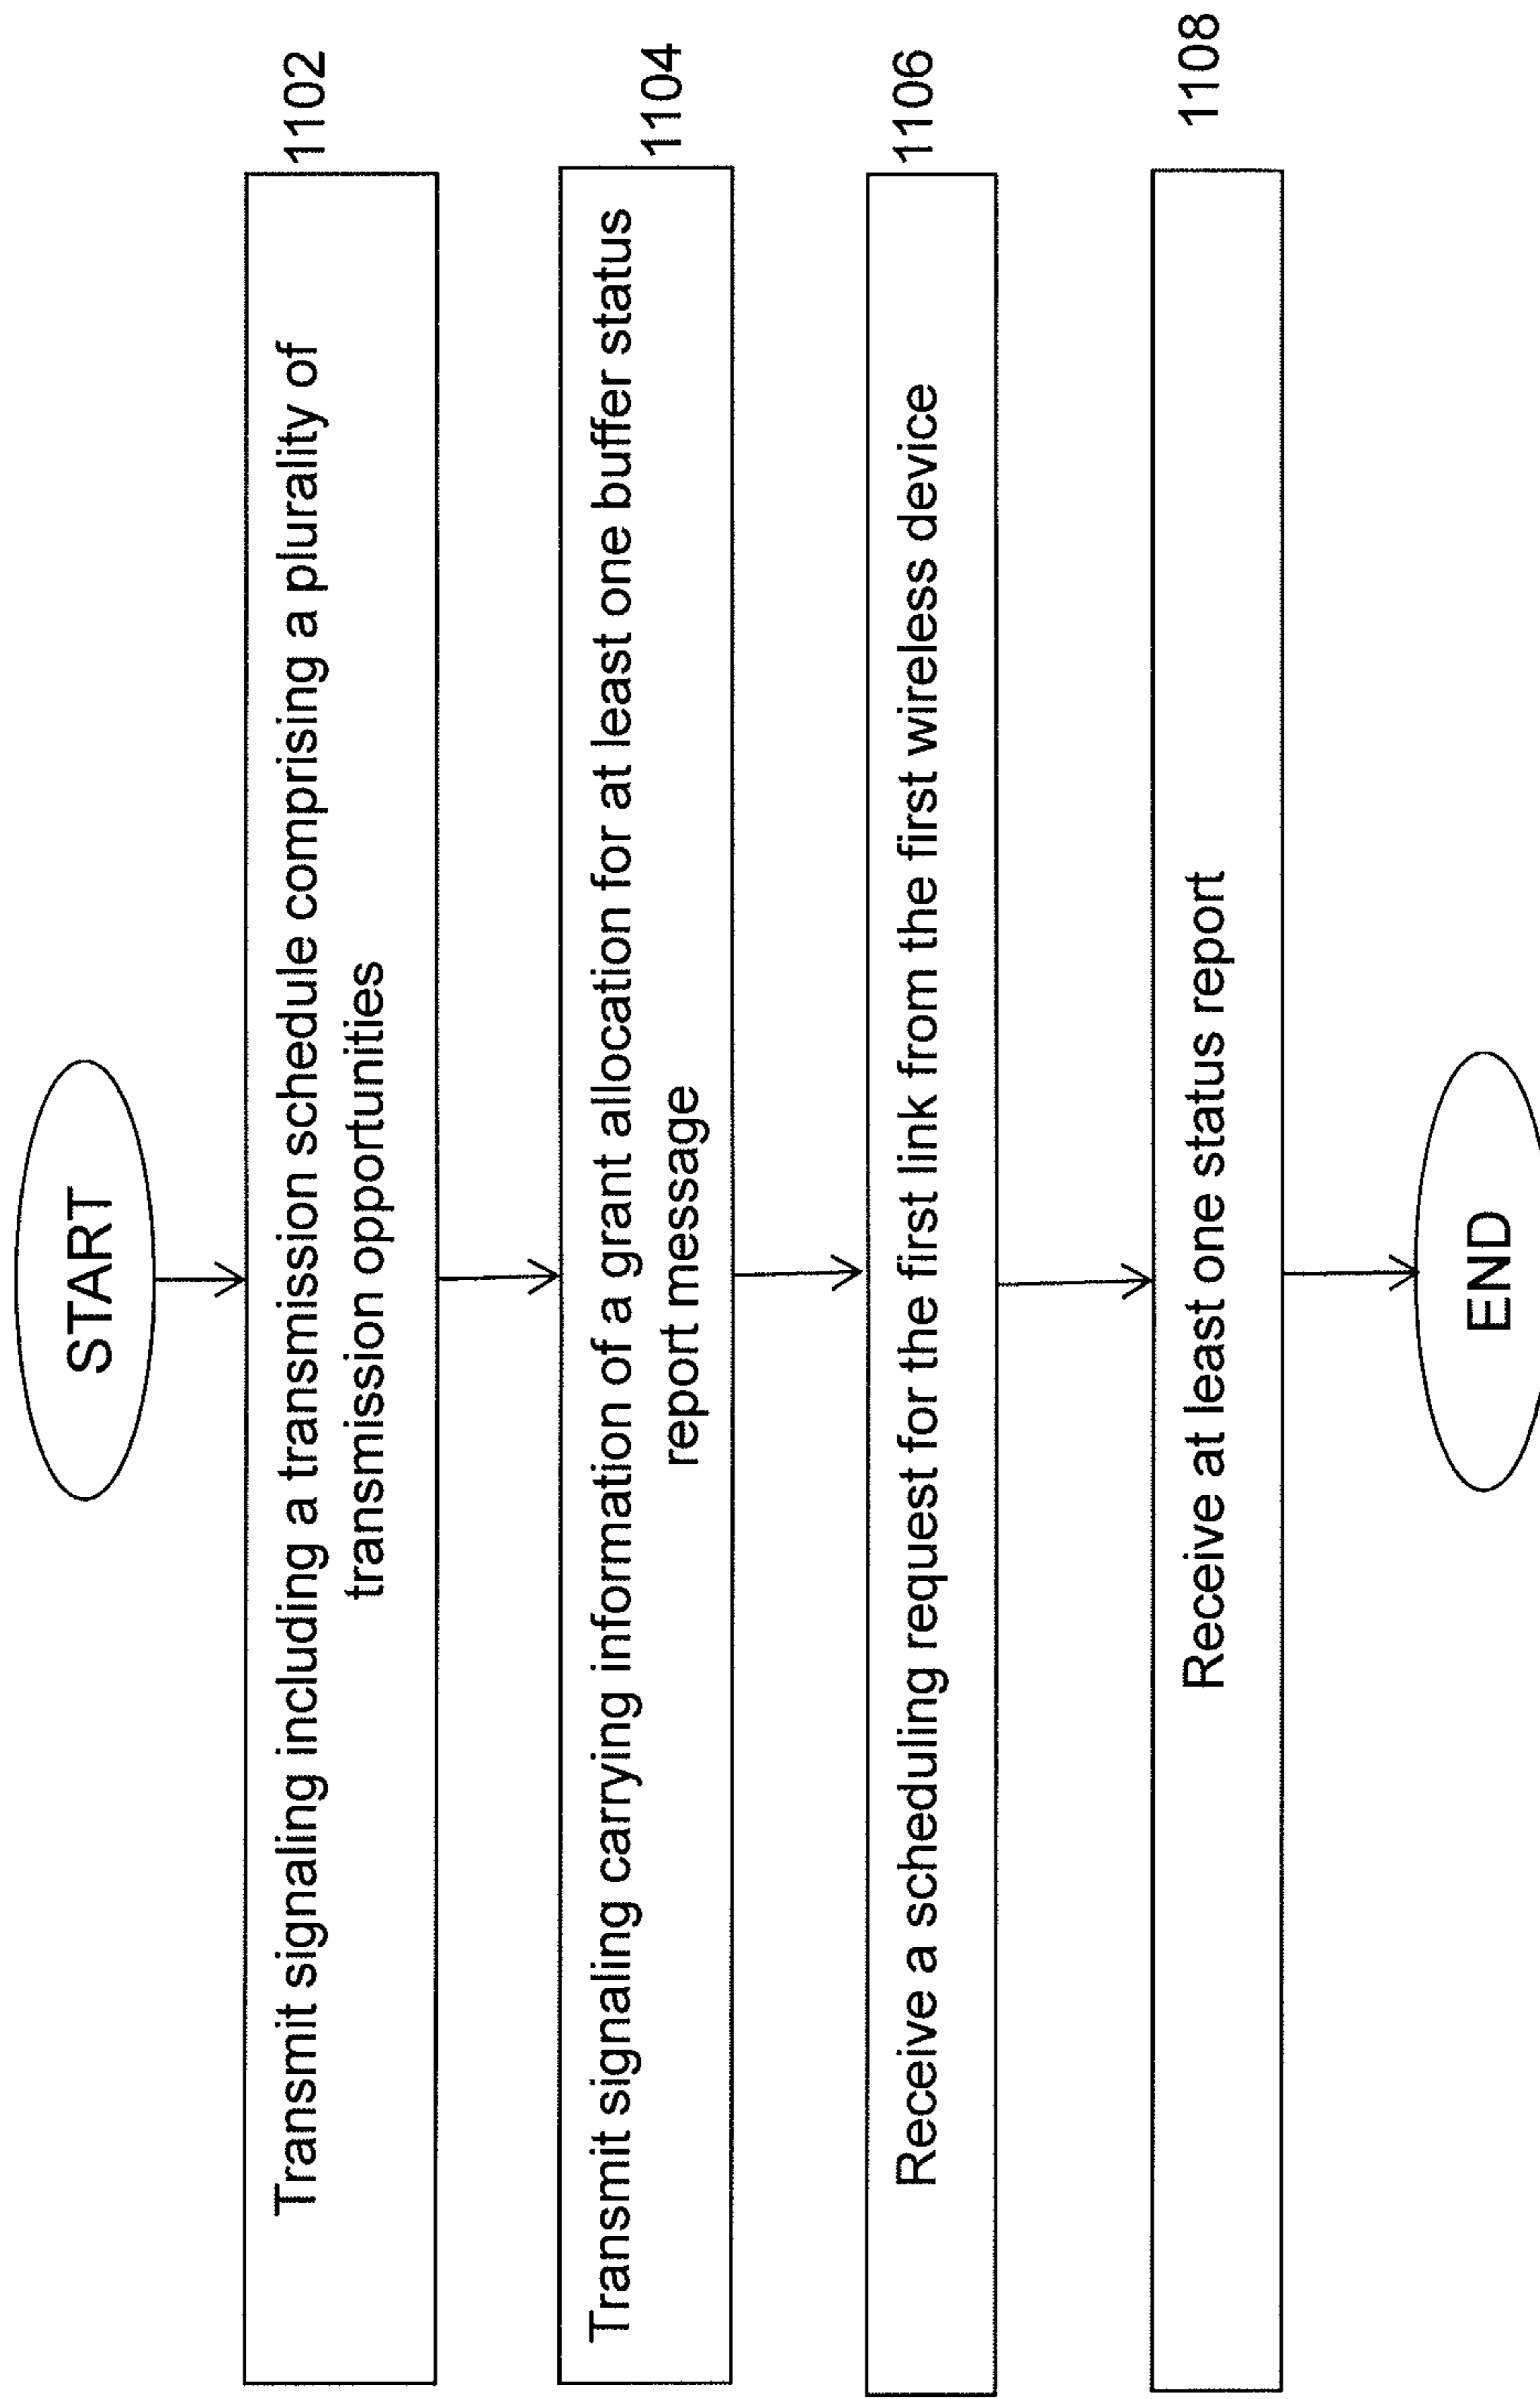 START
Transmit signaling including a transmission schedule comprising a plurality of
transmission opportunities
1102
Transmit signaling carrying information of a grant allocation for at least one buffer status
report message
1104
Receive a scheduling request for the first link from the first wireless device
1106
Receive at least one status report
1108
END